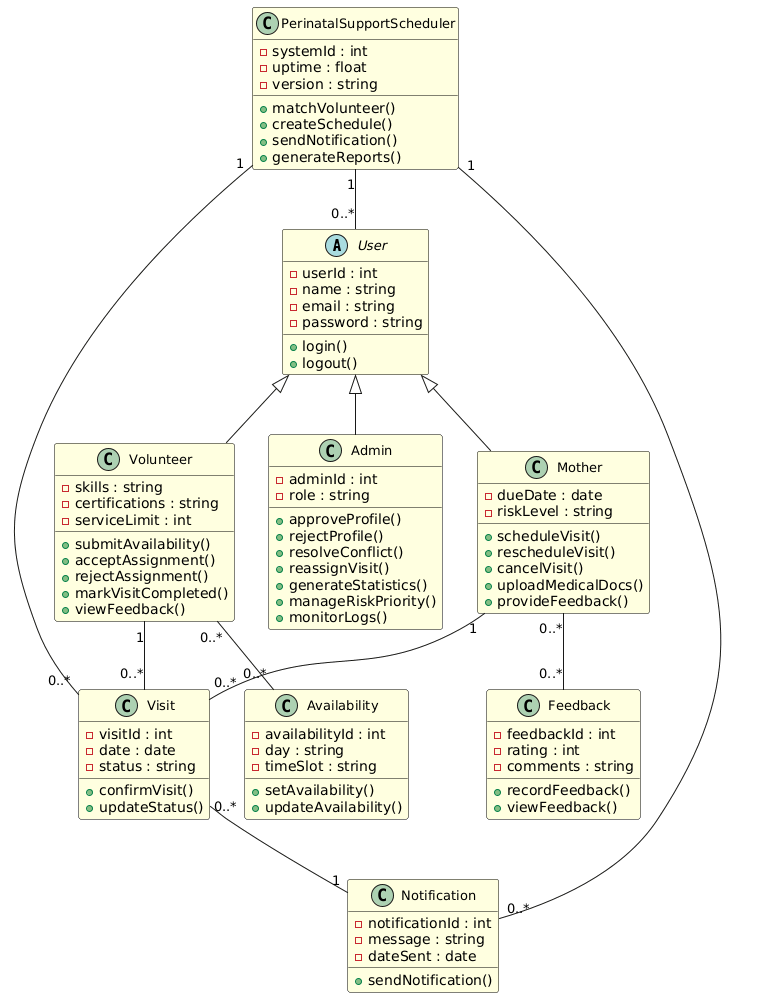 C PerinatalSupportScheduler
systemId : int
uptime : float
version : string
matchVolunteer()
createSchedule()
sendNotification()
generateReports()
1
1
1
0..*
A User
userId : int
name : string
email : string
password : string
login()
logout()
C Volunteer
skills : string
certifications : string
serviceLimit : int
submitAvailability()
acceptAssignment()
rejectAssignment()
markVisitCompleted()
viewFeedback()
C Admin
adminId : int
role : string
approveProfile()
rejectProfile()
resolveConflict()
reassignVisit()
generateStatistics()
manageRiskPriority()
monitorLogs()
C Mother
dueDate : date
riskLevel : string
scheduleVisit()
rescheduleVisit()
cancelVisit()
uploadMedicalDocs()
provideFeedback()
1
0..*
1
0..*
0..*
0..*
0..*
0..*
0..*
C Visit
visitId : int
date : date
status : string
confirmVisit()
updateStatus()
C Availability
availabilityId : int
day : string
timeSlot : string
setAvailability()
updateAvailability()
C Feedback
feedbackId : int
rating : int
comments : string
recordFeedback()
viewFeedback()
0..*
1
0..*
C Notification
notificationId : int
message : string
dateSent : date
sendNotification()